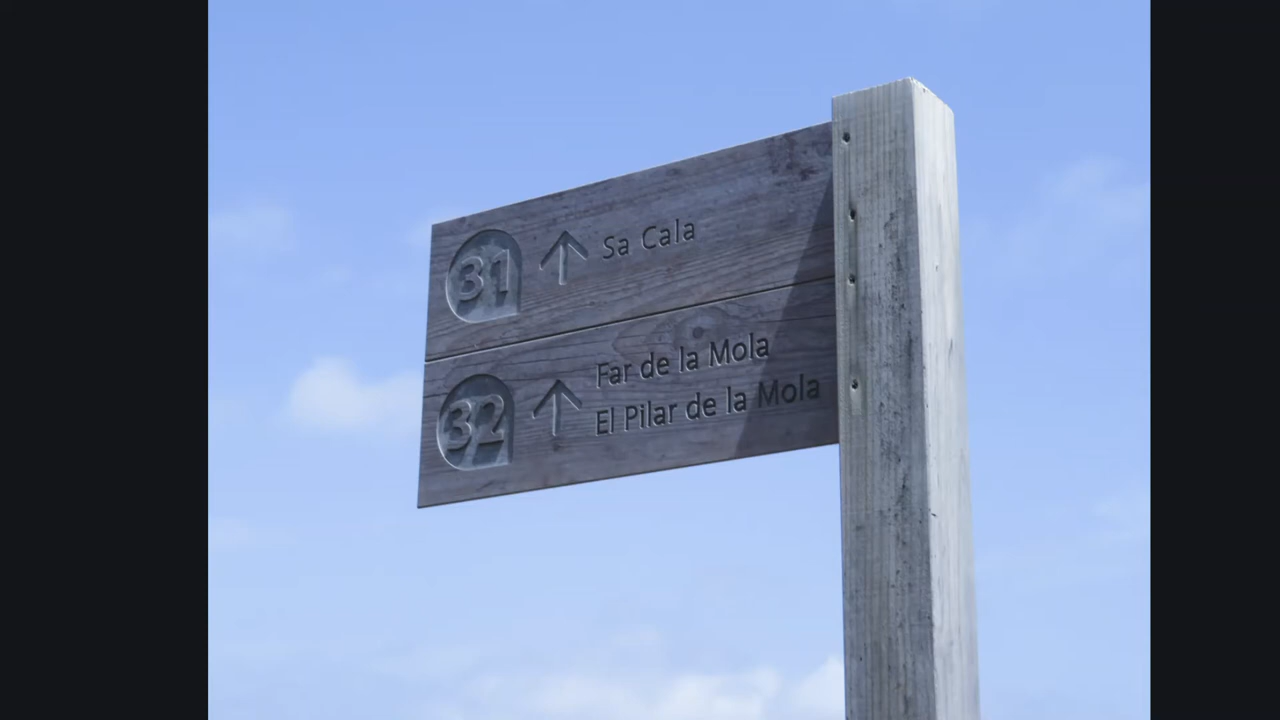 31 ↑ Sa Cala
32 ↑ Far de la Mola
El Pilar de la Mola